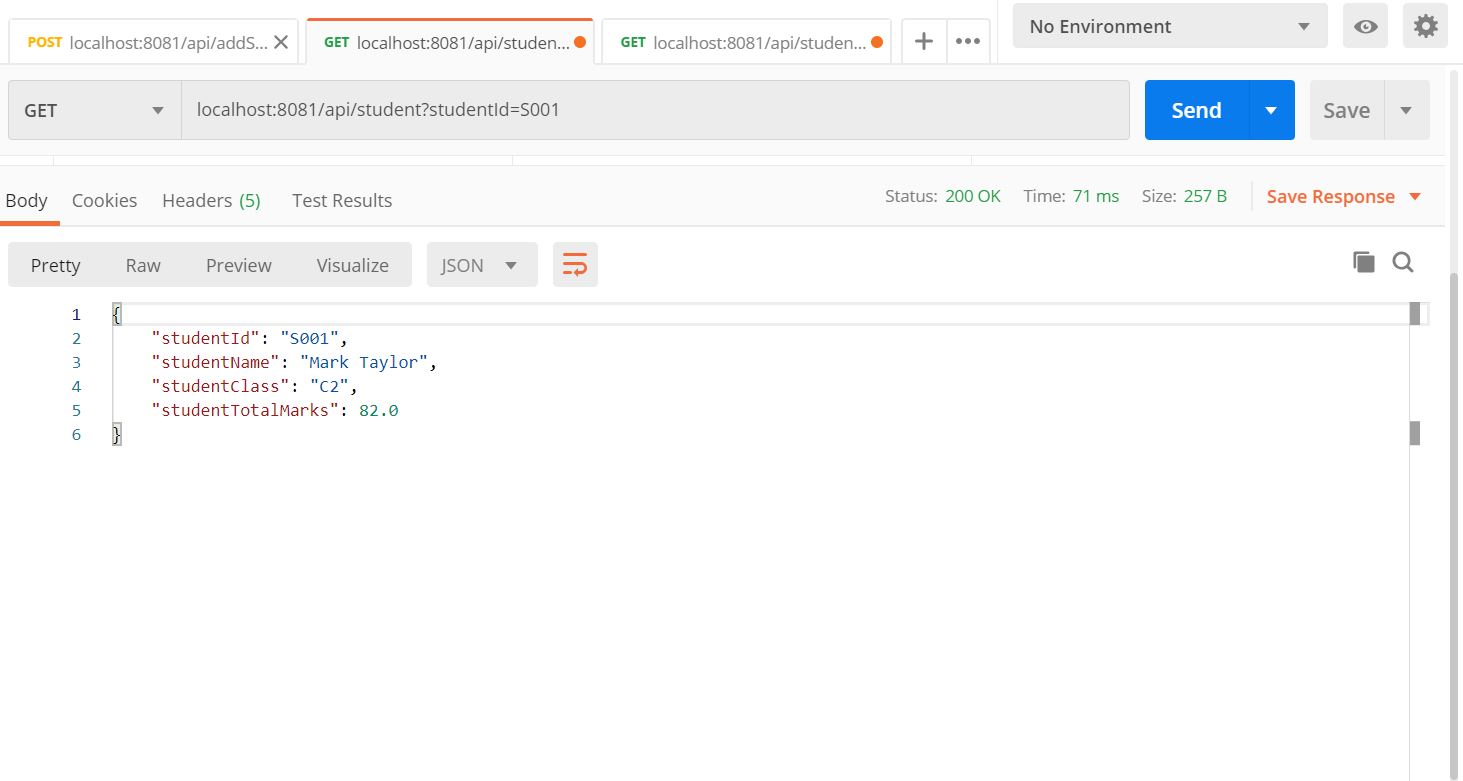 POST localhost:8081/api/addS...
GET localhost:8081/api/studen...
GET localhost:8081/api/studen...
No Environment
GET
localhost:8081/api/student?studentId=S001
Send
Save
Body Cookies Headers (5) Test Results
Status: 200 OK Time: 71 ms Size: 257 B Save Response
Pretty Raw Preview Visualize JSON
1 {
2 "studentId": "S001",
3 "studentName": "Mark Taylor",
4 "studentClass": "C2",
5 "studentTotalMarks": 82.0
6 }